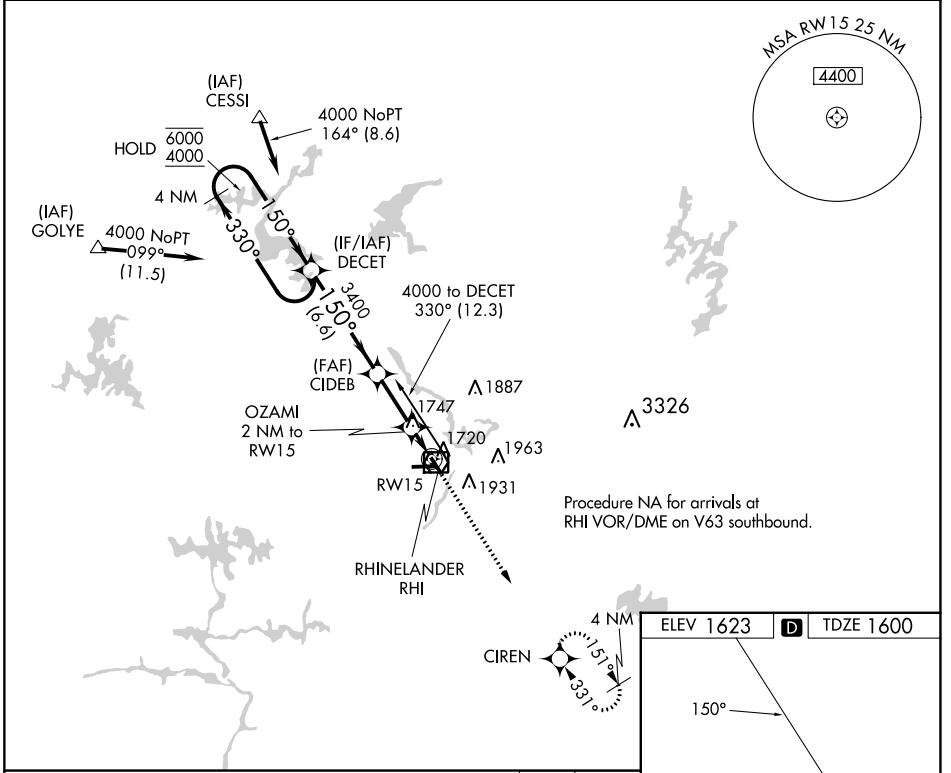 MSA RW15 25 NM
4400
(IAF)
CESSI
4000 NoPT
164° (8.6)
HOLD
6000
4000
4 NM
150°
330°
(IAF)
GOLYE
4000 NoPT
099°
(11.5)
(IF/IAF)
DECET
3400
150°
(6.6)
4000 to DECET
330° (12.3)
(FAF)
CIDEB
1887
1747
3326
OZAMI
2 NM to
RW15
1720
1963
RW15
1931
Procedure NA for arrivals at
RHI VOR/DME on V63 southbound.
RHINELANDER
RHI
4 NM
CIREN
151°
331°
ELEV 1623
D
TDZE 1600
150°